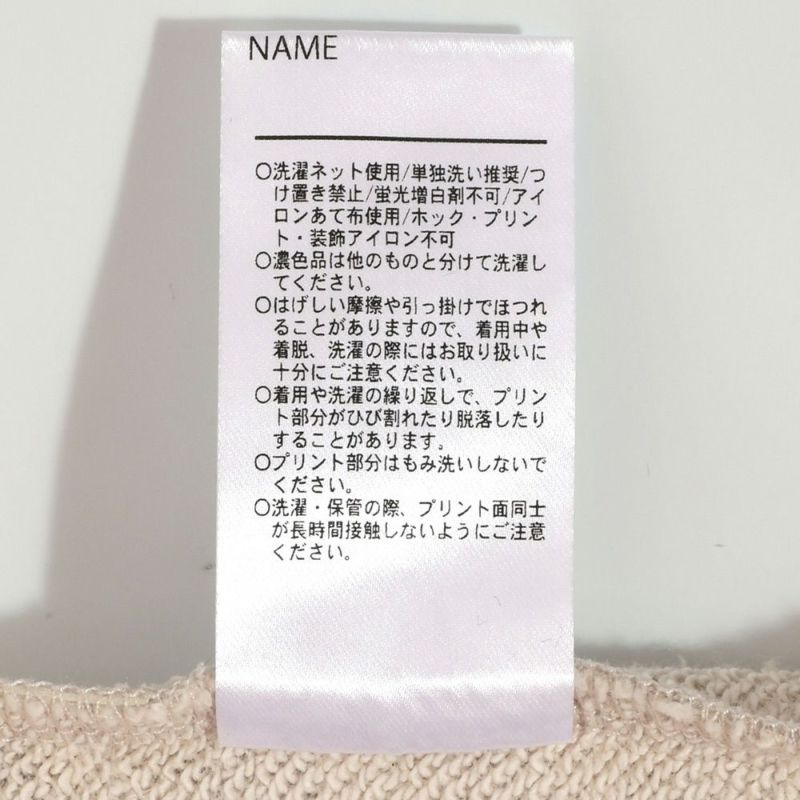 NAME
○洗濯ネット使用/単独洗い推奨/つ
け置き禁止/蛍光増白剤不可/アイ
ロンあて布使用/ホック・プリン
ト・装飾アイロン不可
○濃色品は他のものと分けて洗濯し
てください。
○はげしい摩擦や引っ掛けでほつれ
ることがありますので、着用中や
着脱、洗濯の際にはお取り扱いに
十分にご注意ください。
○着用や洗濯の繰り返しで、プリン
ト部分がひび割れたり脱落したり
することがあります。
○プリント部分はもみ洗いしないで
ください。
○洗濯・保管の際、プリント面同士
が長時間接触しないようにご注意
ください。